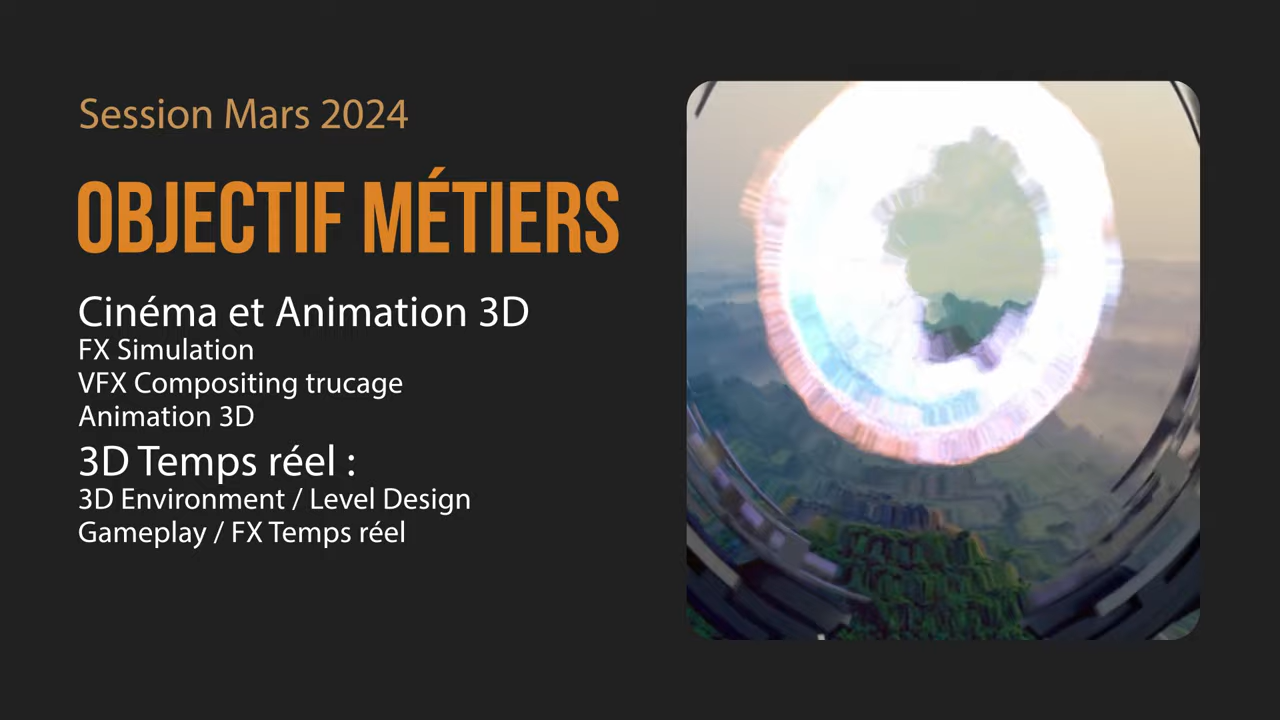 Session Mars 2024
OBJECTIF MÉTIERS
Cinéma et Animation 3D
FX Simulation
VFX Compositing trucage
Animation 3D
3D Temps réel :
3D Environment / Level Design
Gameplay / FX Temps réel